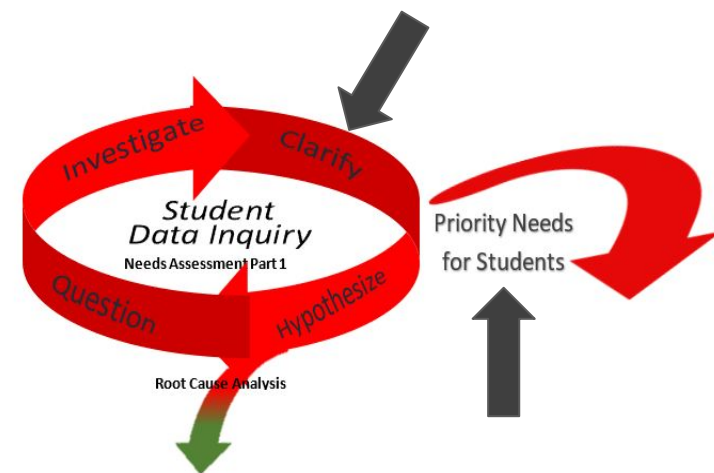 Investigate
Clarify
Student
Data Inquiry
Needs Assessment Part 1
Question
Hypothesize
Root Cause Analysis
Priority Needs
for Students